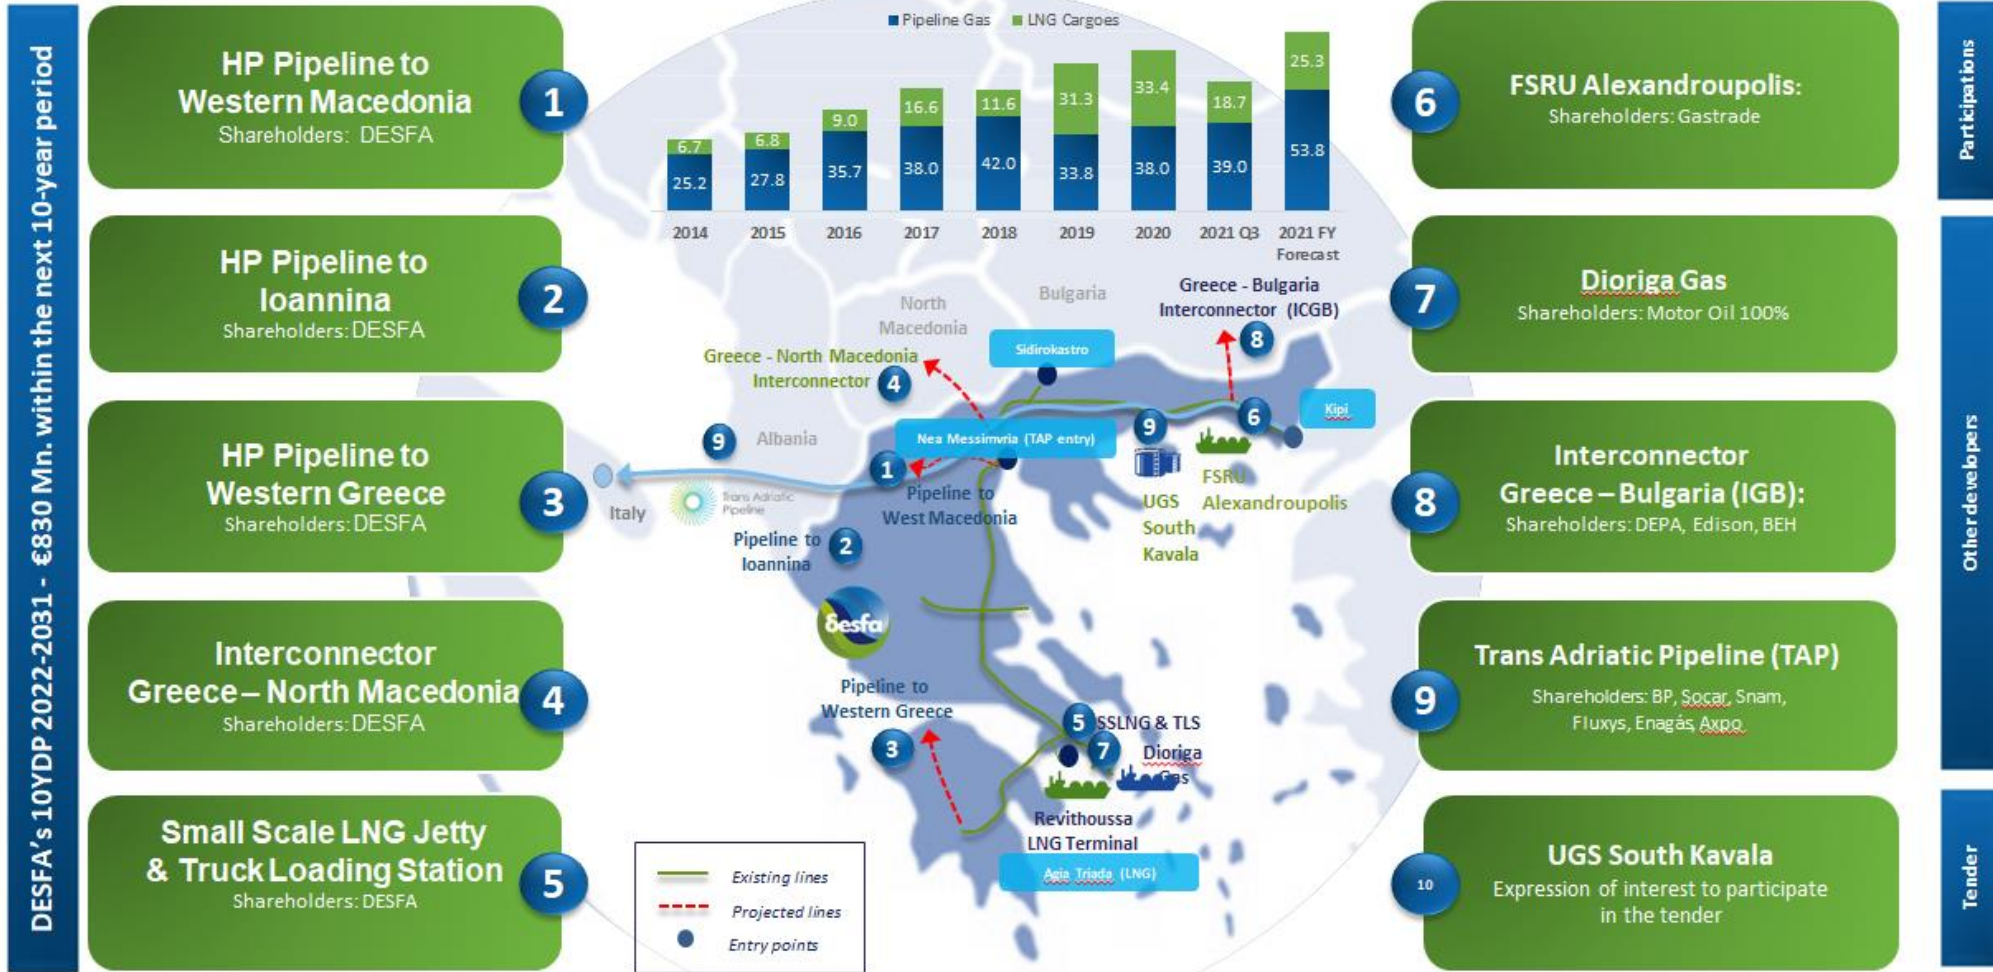 DESFA's 10YDP 2022-2031 - €830 Mn. within the next 10-year period
HP Pipeline to
Western Macedonia
Shareholders: DESFA
1
HP Pipeline to
Ioannina
Shareholders: DESFA
2
HP Pipeline to
Western Greece
Shareholders: DESFA
3
Interconnector
Greece – North Macedonia
Shareholders: DESFA
4
Small Scale LNG Jetty
& Truck Loading Station
Shareholders: DESFA
5
Pipeline Gas LNG Cargoes
6.7 6.8 9.0 16.6 11.6 31.3 33.4 18.7 25.3
25.2 27.8 35.7 38.0 42.0 33.8 38.0 39.0 53.8
2014 2015 2016 2017 2018 2019 2020 2021 Q3 2021 FY
Forecast
North
Macedonia
Bulgaria
Greece - Bulgaria
Interconnector (ICGB)
8
Sidirokastro
Greece - North Macedonia
Interconnector
4
Kipi
6
9
Albania
9
Nea Messimvria (TAP entry)
1
Italy
Trans Adriatic
Pipeline
Pipeline to
West Macedonia
FSRU
Alexandroupolis
UGS
South
Kavala
Pipeline to
Ioannina
2
δesfa
Pipeline to
Western Greece
3
5
SSLNG & TLS
7
Dioriga
Gas
Revithoussa
LNG Terminal
Agia Triada (LNG)
Existing lines
Projected lines
Entry points
6
FSRU Alexandroupolis:
Shareholders: Gastrade
7
Dioriga Gas
Shareholders: Motor Oil 100%
8
Interconnector
Greece – Bulgaria (IGB):
Shareholders: DEPA, Edison, BEH
9
Trans Adriatic Pipeline (TAP)
Shareholders: BP, Socar, Snam,
Fluxys, Enagás, Axpo
10
UGS South Kavala
Expression of interest to participate
in the tender
Participations
Other developers
Tender